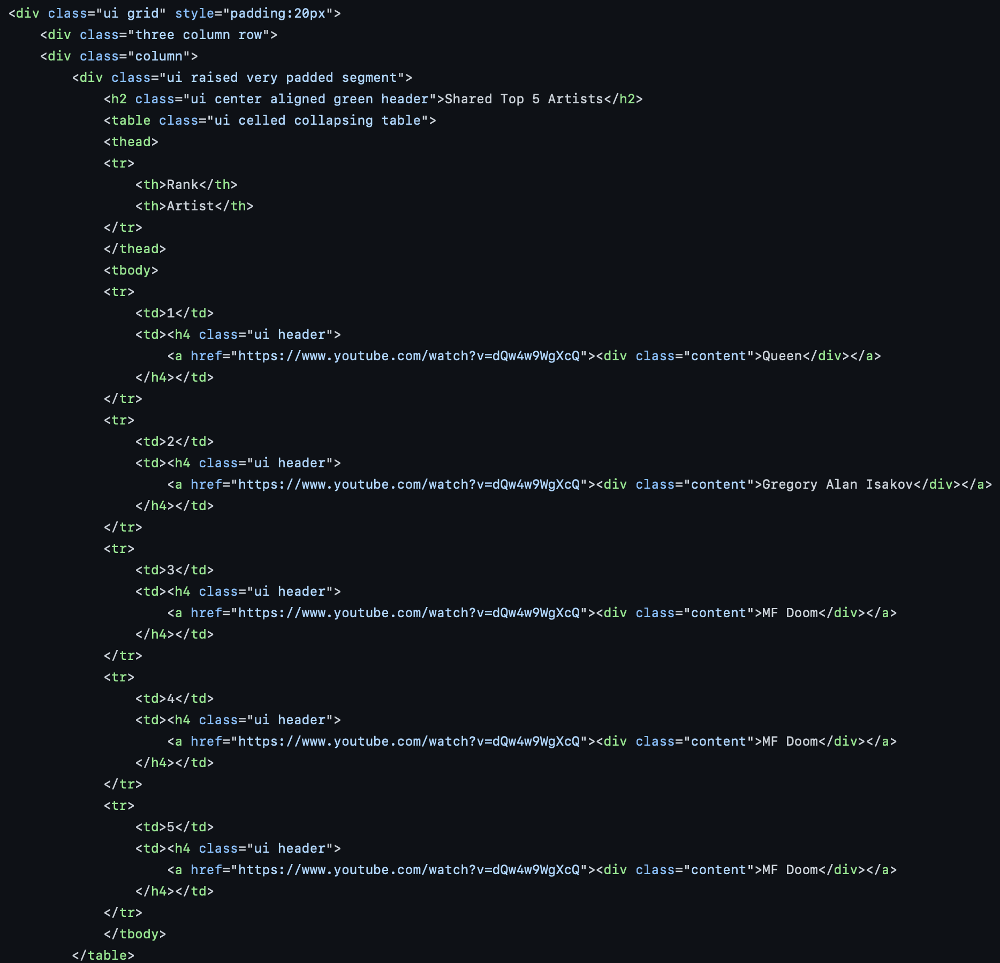 <div class="ui grid" style="padding:20px">
    <div class="three column row">
    <div class="column">
        <div class="ui raised very padded segment">
            <h2 class="ui center aligned green header">Shared Top 5 Artists</h2>
            <table class="ui celled collapsing table">
            <thead>
            <tr>
                <th>Rank</th>
                <th>Artist</th>
            </tr>
            </thead>
            <tbody>
            <tr>
                <td>1</td>
                <td><h4 class="ui header">
                    <a href="https://www.youtube.com/watch?v=dQw4w9WgXcQ"><div class="content">Queen</div></a>
                </h4></td>
            </tr>
            <tr>
                <td>2</td>
                <td><h4 class="ui header">
                    <a href="https://www.youtube.com/watch?v=dQw4w9WgXcQ"><div class="content">Gregory Alan Isakov</div></a>
                </h4></td>
            </tr>
            <tr>
                <td>3</td>
                <td><h4 class="ui header">
                    <a href="https://www.youtube.com/watch?v=dQw4w9WgXcQ"><div class="content">MF Doom</div></a>
                </h4></td>
            </tr>
            <tr>
                <td>4</td>
                <td><h4 class="ui header">
                    <a href="https://www.youtube.com/watch?v=dQw4w9WgXcQ"><div class="content">MF Doom</div></a>
                </h4></td>
            </tr>
            <tr>
                <td>5</td>
                <td><h4 class="ui header">
                    <a href="https://www.youtube.com/watch?v=dQw4w9WgXcQ"><div class="content">MF Doom</div></a>
                </h4></td>
            </tr>
            </tbody>
        </table>